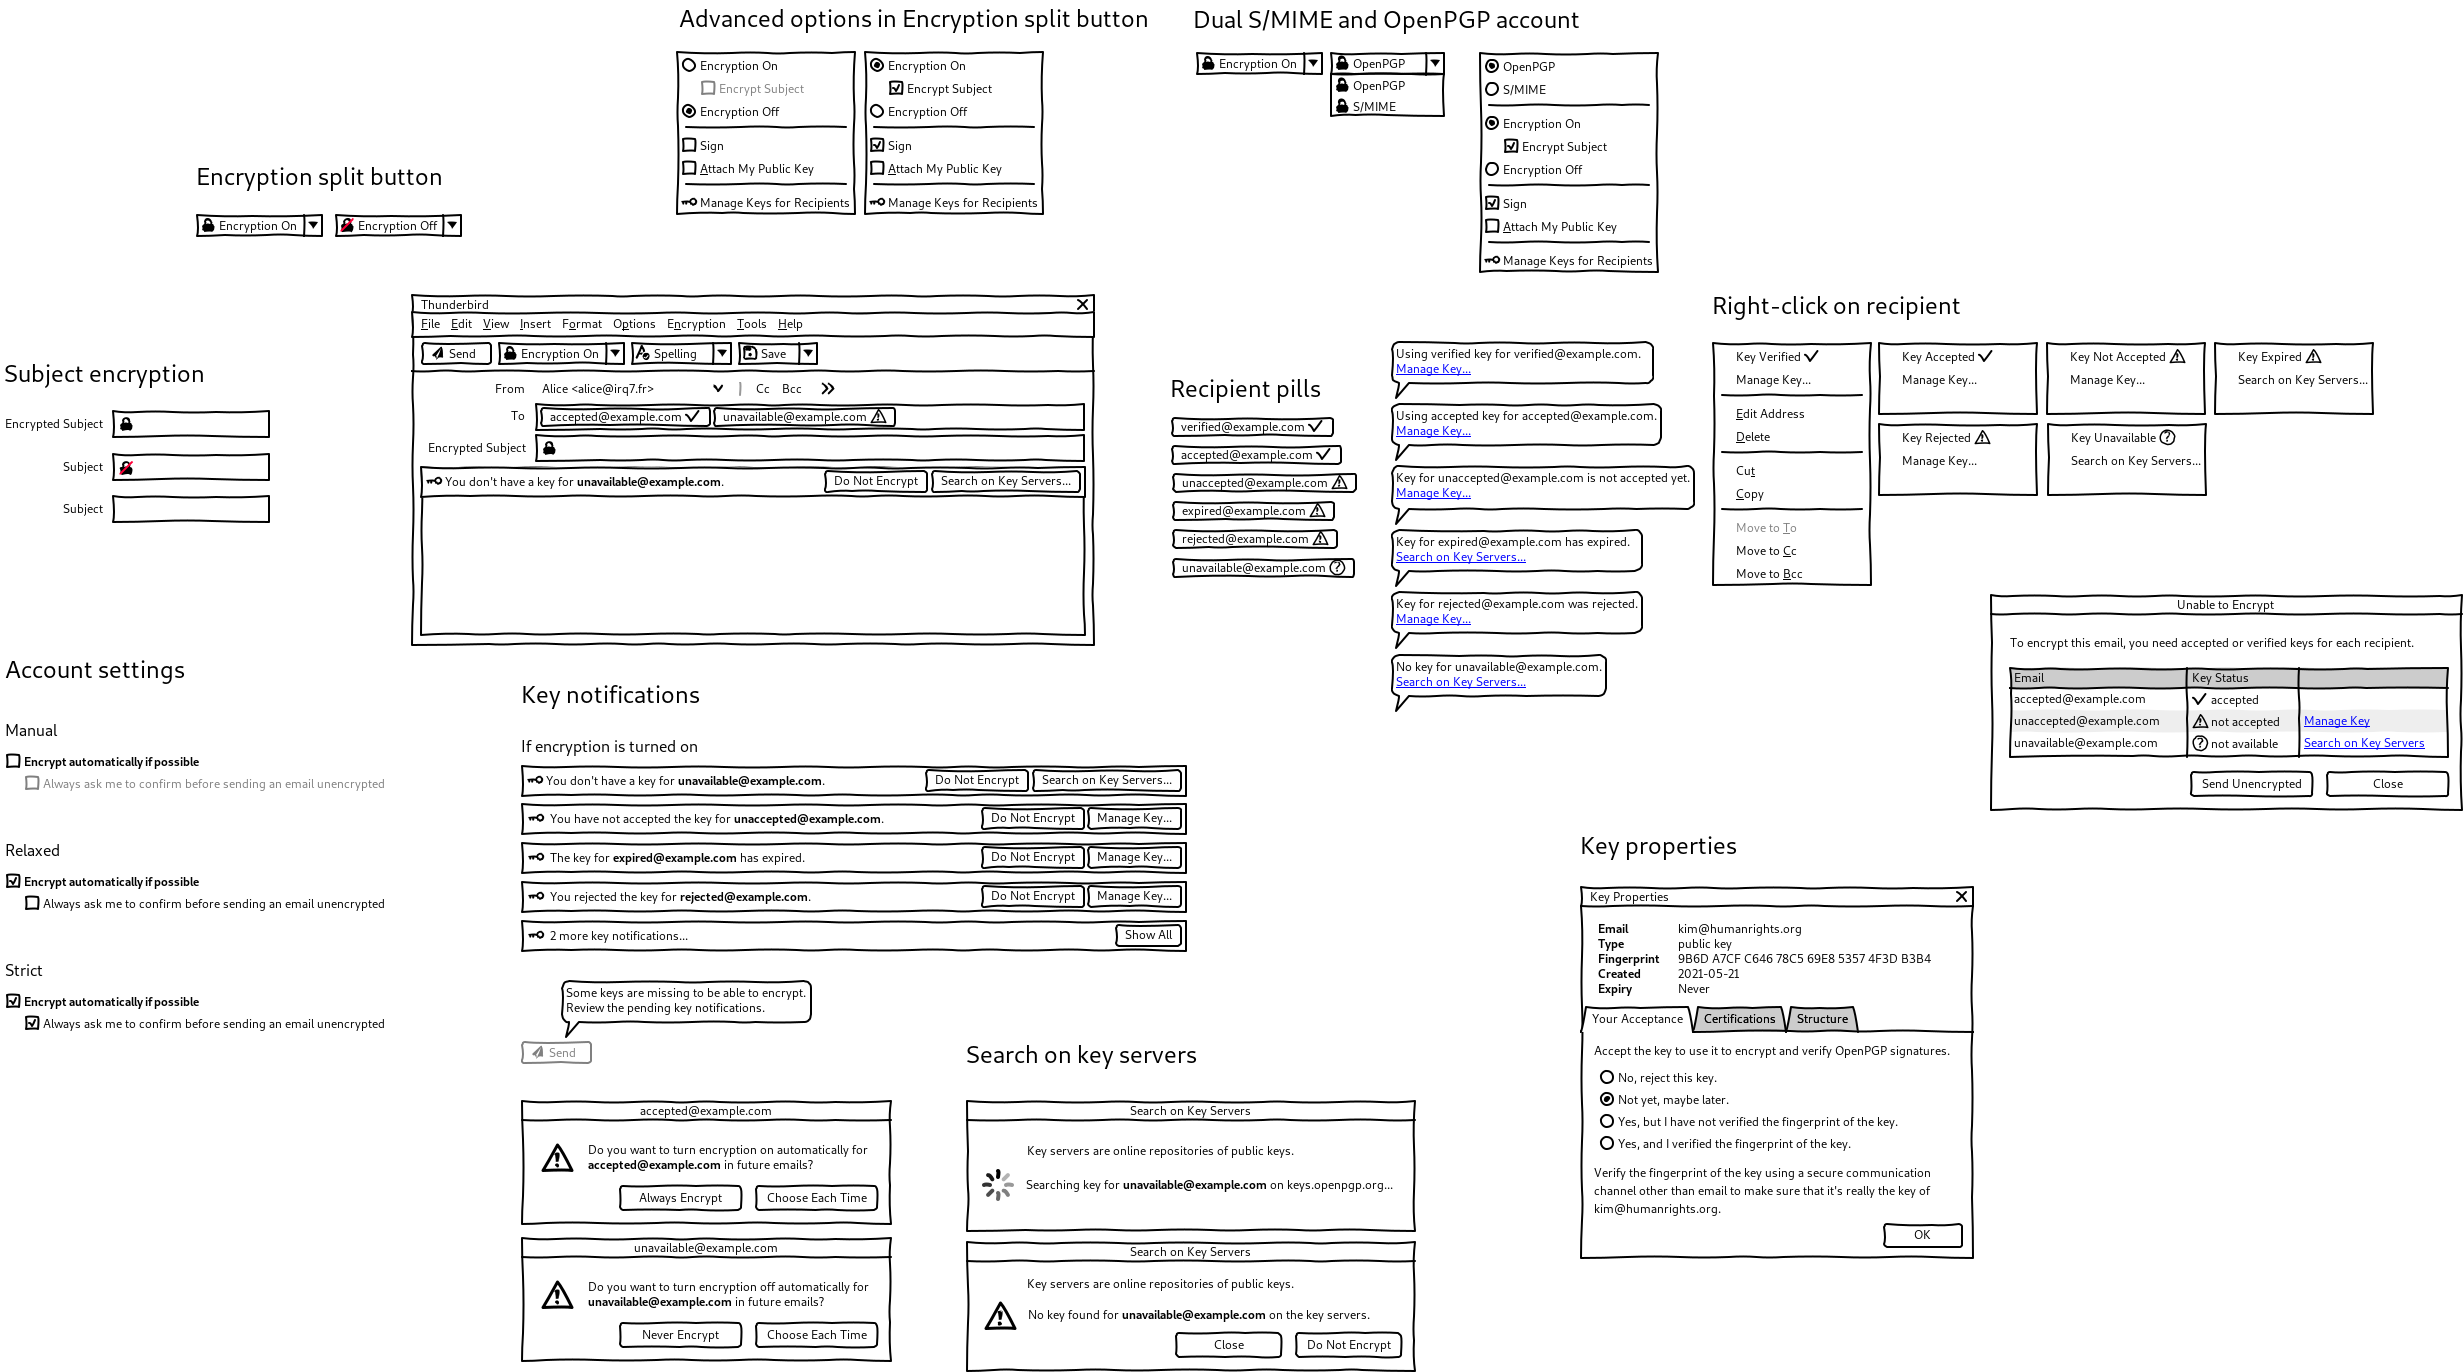 Advanced options in Encryption split button
Encryption On
Encrypt Subject
Encryption Off
Sign
Attach My Public Key
Manage Keys for Recipients
Encryption On
Encrypt Subject
Encryption Off
Sign
Attach My Public Key
Manage Keys for Recipients
Dual S/MIME and OpenPGP account
Encryption On
OpenPGP
OpenPGP
S/MIME
OpenPGP
S/MIME
Encryption On
Encrypt Subject
Encryption Off
Sign
Attach My Public Key
Manage Keys for Recipients
Encryption split button
Encryption On
Encryption Off
Subject encryption
Encrypted Subject
Subject
Subject
Thunderbird
File Edit View Insert Format Options Encryption Tools Help
Send Encryption On Spelling Save
From Alice <alice@irq7.fr> Cc Bcc
To accepted@example.com unavailable@example.com
Encrypted Subject
You don't have a key for unavailable@example.com. Do Not Encrypt Search on Key Servers...
Recipient pills
verified@example.com
accepted@example.com
unaccepted@example.com
expired@example.com
rejected@example.com
unavailable@example.com
Using verified key for verified@example.com.
Manage Key...
Using accepted key for accepted@example.com.
Manage Key...
Key for unaccepted@example.com is not accepted yet.
Manage Key...
Key for expired@example.com has expired.
Search on Key Servers...
Key for rejected@example.com was rejected.
Manage Key...
No key for unavailable@example.com.
Search on Key Servers...
Right-click on recipient
Key Verified
Manage Key...
Edit Address
Delete
Cut
Copy
Move to To
Move to Cc
Move to Bcc
Key Accepted
Manage Key...
Key Not Accepted
Manage Key...
Key Expired
Search on Key Servers...
Key Rejected
Manage Key...
Key Unavailable
Search on Key Servers...
Unable to Encrypt
To encrypt this email, you need accepted or verified keys for each recipient.
Email Key Status
accepted@example.com accepted
unaccepted@example.com not accepted Manage Key
unavailable@example.com not available Search on Key Servers
Send Unencrypted Close
Account settings
Manual
Encrypt automatically if possible
Always ask me to confirm before sending an email unencrypted
Relaxed
Encrypt automatically if possible
Always ask me to confirm before sending an email unencrypted
Strict
Encrypt automatically if possible
Always ask me to confirm before sending an email unencrypted
Key notifications
If encryption is turned on
You don't have a key for unavailable@example.com. Do Not Encrypt Search on Key Servers...
You have not accepted the key for unaccepted@example.com. Do Not Encrypt Manage Key...
The key for expired@example.com has expired. Do Not Encrypt Manage Key...
You rejected the key for rejected@example.com. Do Not Encrypt Manage Key...
2 more key notifications... Show All
Some keys are missing to be able to encrypt.
Review the pending key notifications.
Send
accepted@example.com
Do you want to turn encryption on automatically for
accepted@example.com in future emails?
Always Encrypt Choose Each Time
unavailable@example.com
Do you want to turn encryption off automatically for
unavailable@example.com in future emails?
Never Encrypt Choose Each Time
Search on key servers
Search on Key Servers
Key servers are online repositories of public keys.
Searching key for unavailable@example.com on keys.openpgp.org...
Search on Key Servers
Key servers are online repositories of public keys.
No key found for unavailable@example.com on the key servers.
Close Do Not Encrypt
Key properties
Key Properties
Email kim@humanrights.org
Type public key
Fingerprint 9B6D A7CF C646 78C5 69E8 5357 4F3D B3B4
Created 2021-05-21
Expiry Never
Your Acceptance Certifications Structure
Accept the key to use it to encrypt and verify OpenPGP signatures.
No, reject this key.
Not yet, maybe later.
Yes, but I have not verified the fingerprint of the key.
Yes, and I verified the fingerprint of the key.
Verify the fingerprint of the key using a secure communication
channel other than email to make sure that it's really the key of
kim@humanrights.org.
OK